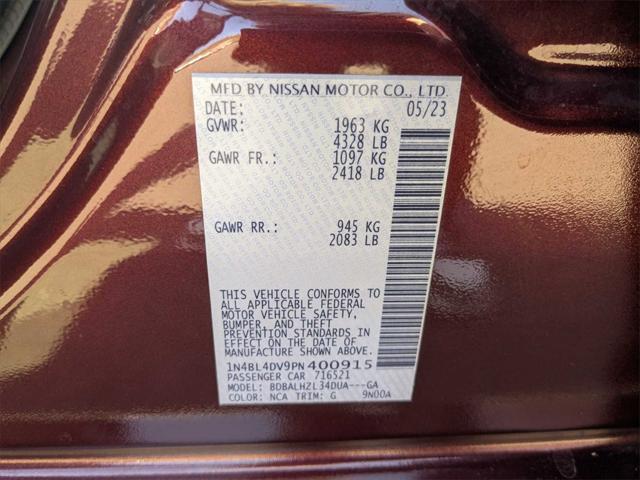 MFD BY NISSAN MOTOR CO., LTD.
DATE: 05/23
GVWR: 1963 KG
4328 LB
GAWR FR.: 1097 KG
2418 LB
GAWR RR.: 945 KG
2083 LB
THIS VEHICLE CONFORMS TO
ALL APPLICABLE FEDERAL
MOTOR VEHICLE SAFETY,
BUMPER, AND THEFT
PREVENTION STANDARDS IN
EFFECT ON THE DATE OF
MANUFACTURE SHOWN ABOVE.
1N4BL4DV9PN400915
PASSENGER CAR 716521
MODEL: BDBALHZL34DUA---GA
COLOR: NCA TRIM: G 9N00A